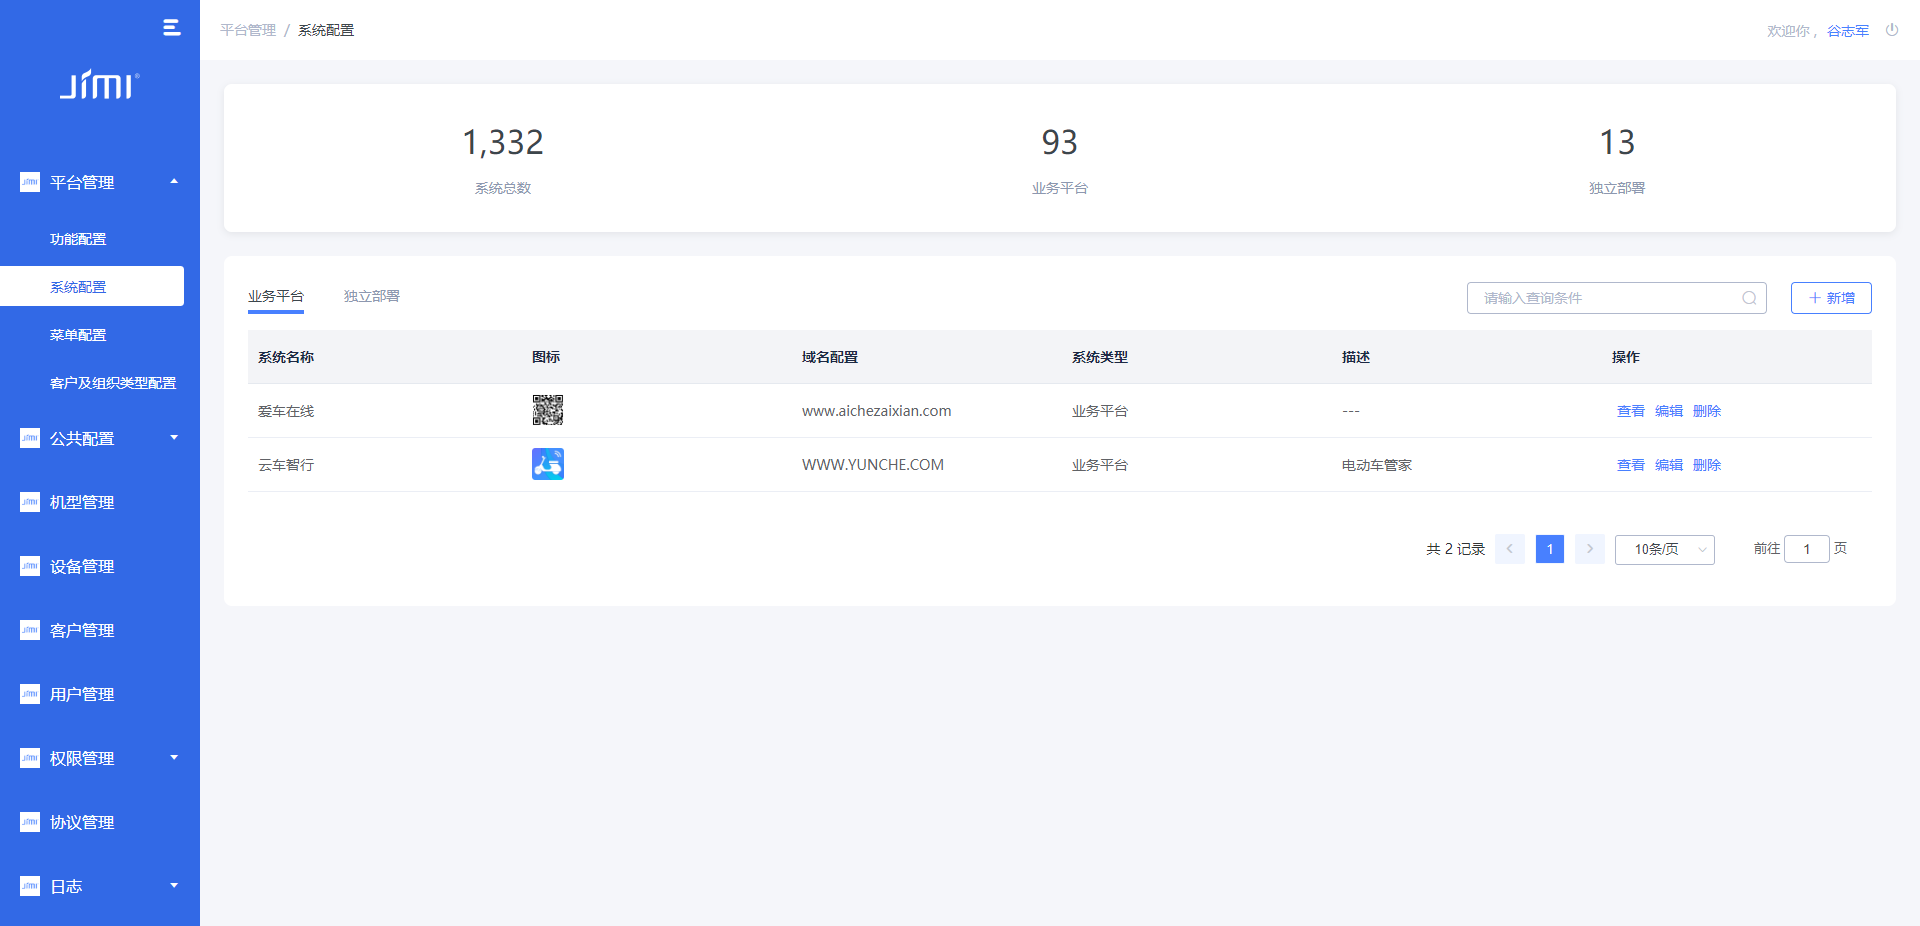 JIMI®
平台管理
功能配置
系统配置
菜单配置
客户及组织类型配置
公共配置
机型管理
设备管理
客户管理
用户管理
权限管理
协议管理
日志
平台管理 / 系统配置
欢迎你， 谷志军
1,332
系统总数
93
业务平台
13
独立部署
业务平台 独立部署
请输入查询条件
新增
系统名称 图标 域名配置 系统类型 描述 操作
爱车在线 www.aichezaixian.com 业务平台 --- 查看 编辑 删除
云车智行 WWW.YUNCHE.COM 业务平台 电动车管家 查看 编辑 删除
共 2 记录 1 10条/页 前往 1 页